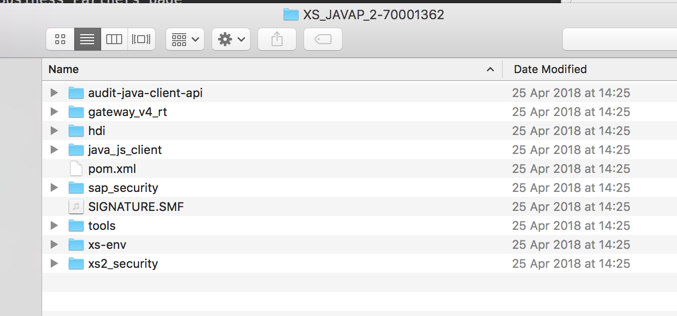 XS_JAVAP_2-70001362
Name Date Modified
audit-java-client-api 25 Apr 2018 at 14:25
gateway_v4_rt 25 Apr 2018 at 14:25
hdi 25 Apr 2018 at 14:25
java_js_client 25 Apr 2018 at 14:25
pom.xml 25 Apr 2018 at 14:25
sap_security 25 Apr 2018 at 14:25
SIGNATURE.SMF 25 Apr 2018 at 14:25
tools 25 Apr 2018 at 14:25
xs-env 25 Apr 2018 at 14:25
xs2_security 25 Apr 2018 at 14:25